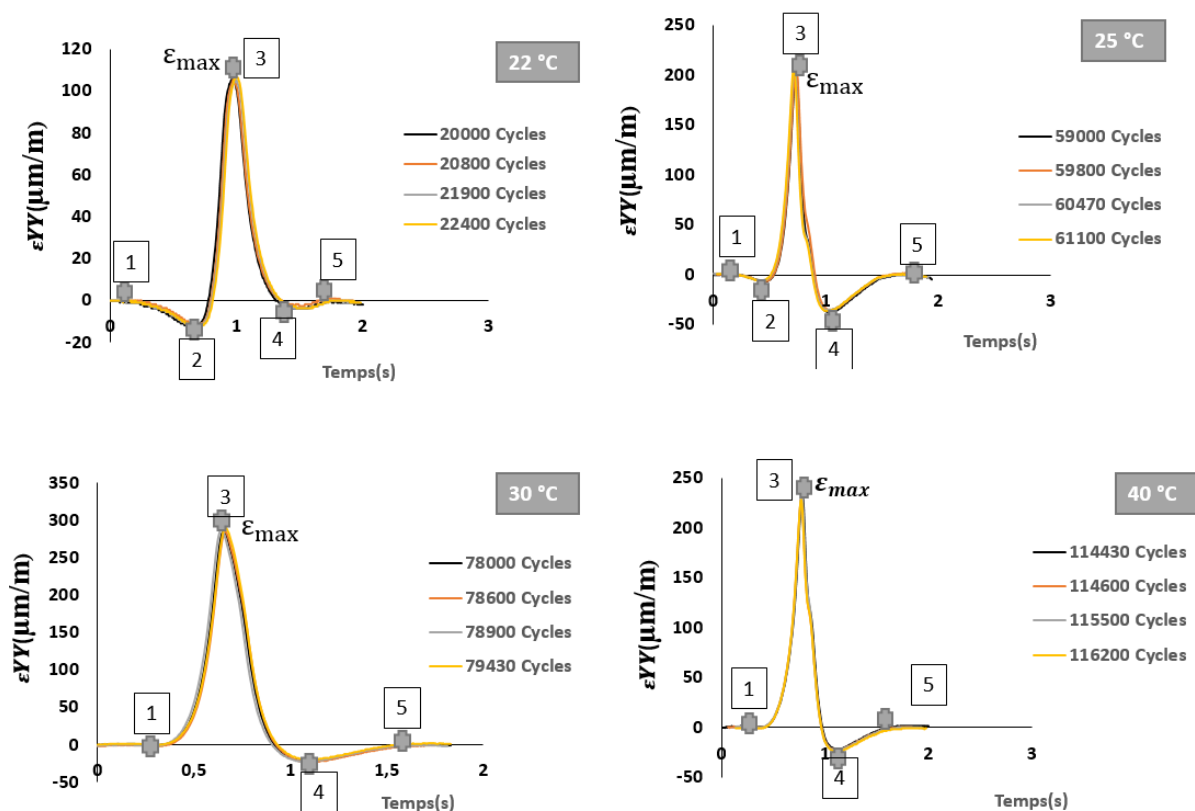 22 °C
εmax
3
εYY(µm/m)
120
100
80
60
40
20
0
-20
0
1
2
3
1
2
4
5
20000 Cycles
20800 Cycles
21900 Cycles
22400 Cycles
Temps(s)
25 °C
3
εmax
εYY(µm/m)
250
200
150
100
50
0
-50
0
1
2
3
1
2
4
5
59000 Cycles
59800 Cycles
60470 Cycles
61100 Cycles
Temps(s)
30 °C
3
εmax
εYY(µm/m)
350
300
250
200
150
100
50
0
-50
0
0,5
1
1,5
2
1
4
5
78000 Cycles
78600 Cycles
78900 Cycles
79430 Cycles
Temps(s)
40 °C
3
εmax
εYY(µm/m)
250
200
150
100
50
0
-50
0
1
2
3
1
4
5
114430 Cycles
114600 Cycles
115500 Cycles
116200 Cycles
Temps(s)